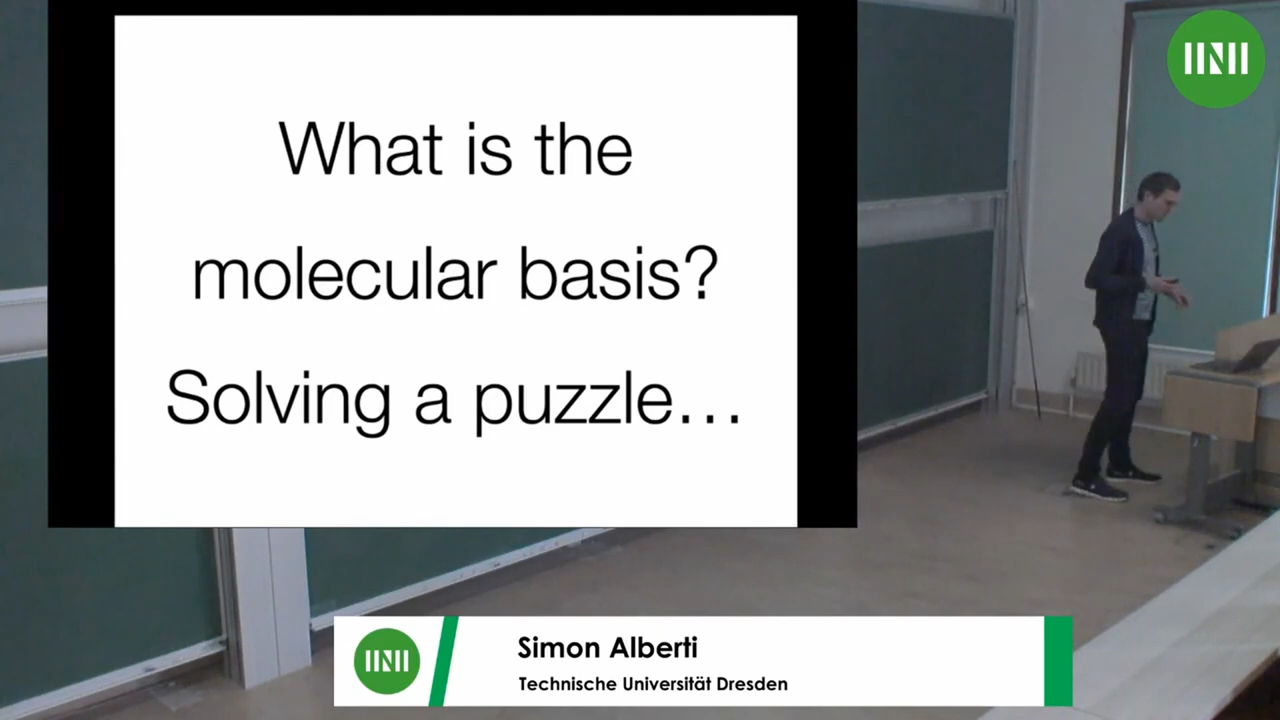 What is the
molecular basis?
Solving a puzzle…
Simon Alberti
Technische Universität Dresden